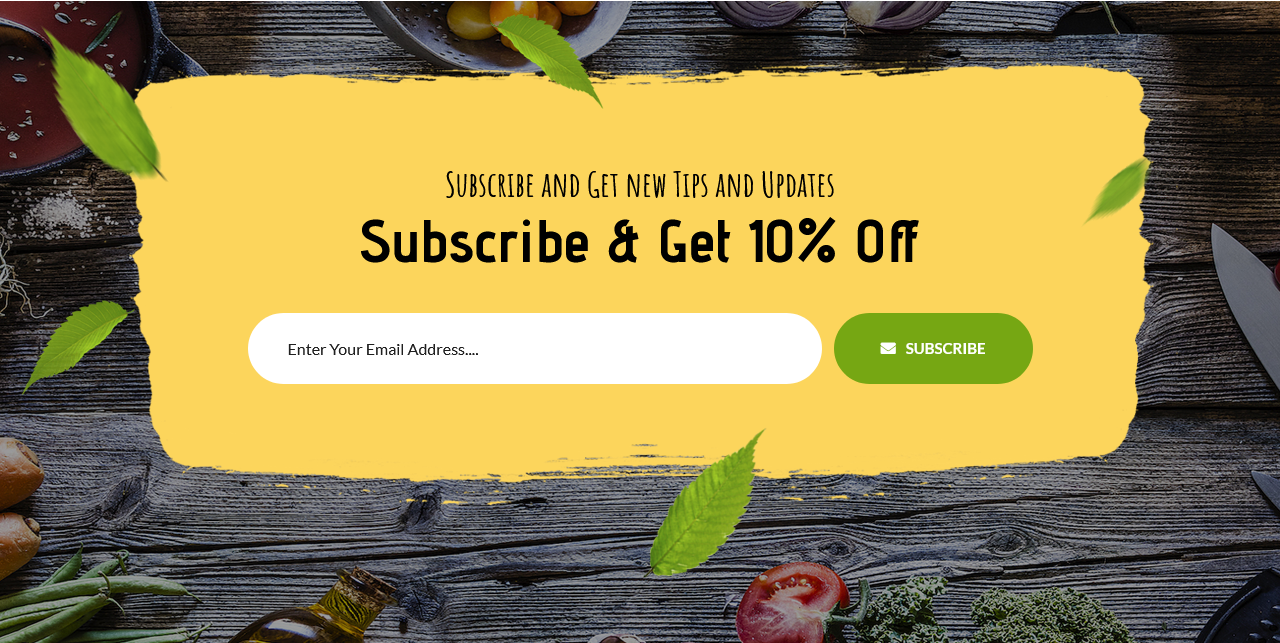 Subscribe and Get new Tips and Updates
Subscribe & Get 10% Off
Enter Your Email Address....
SUBSCRIBE